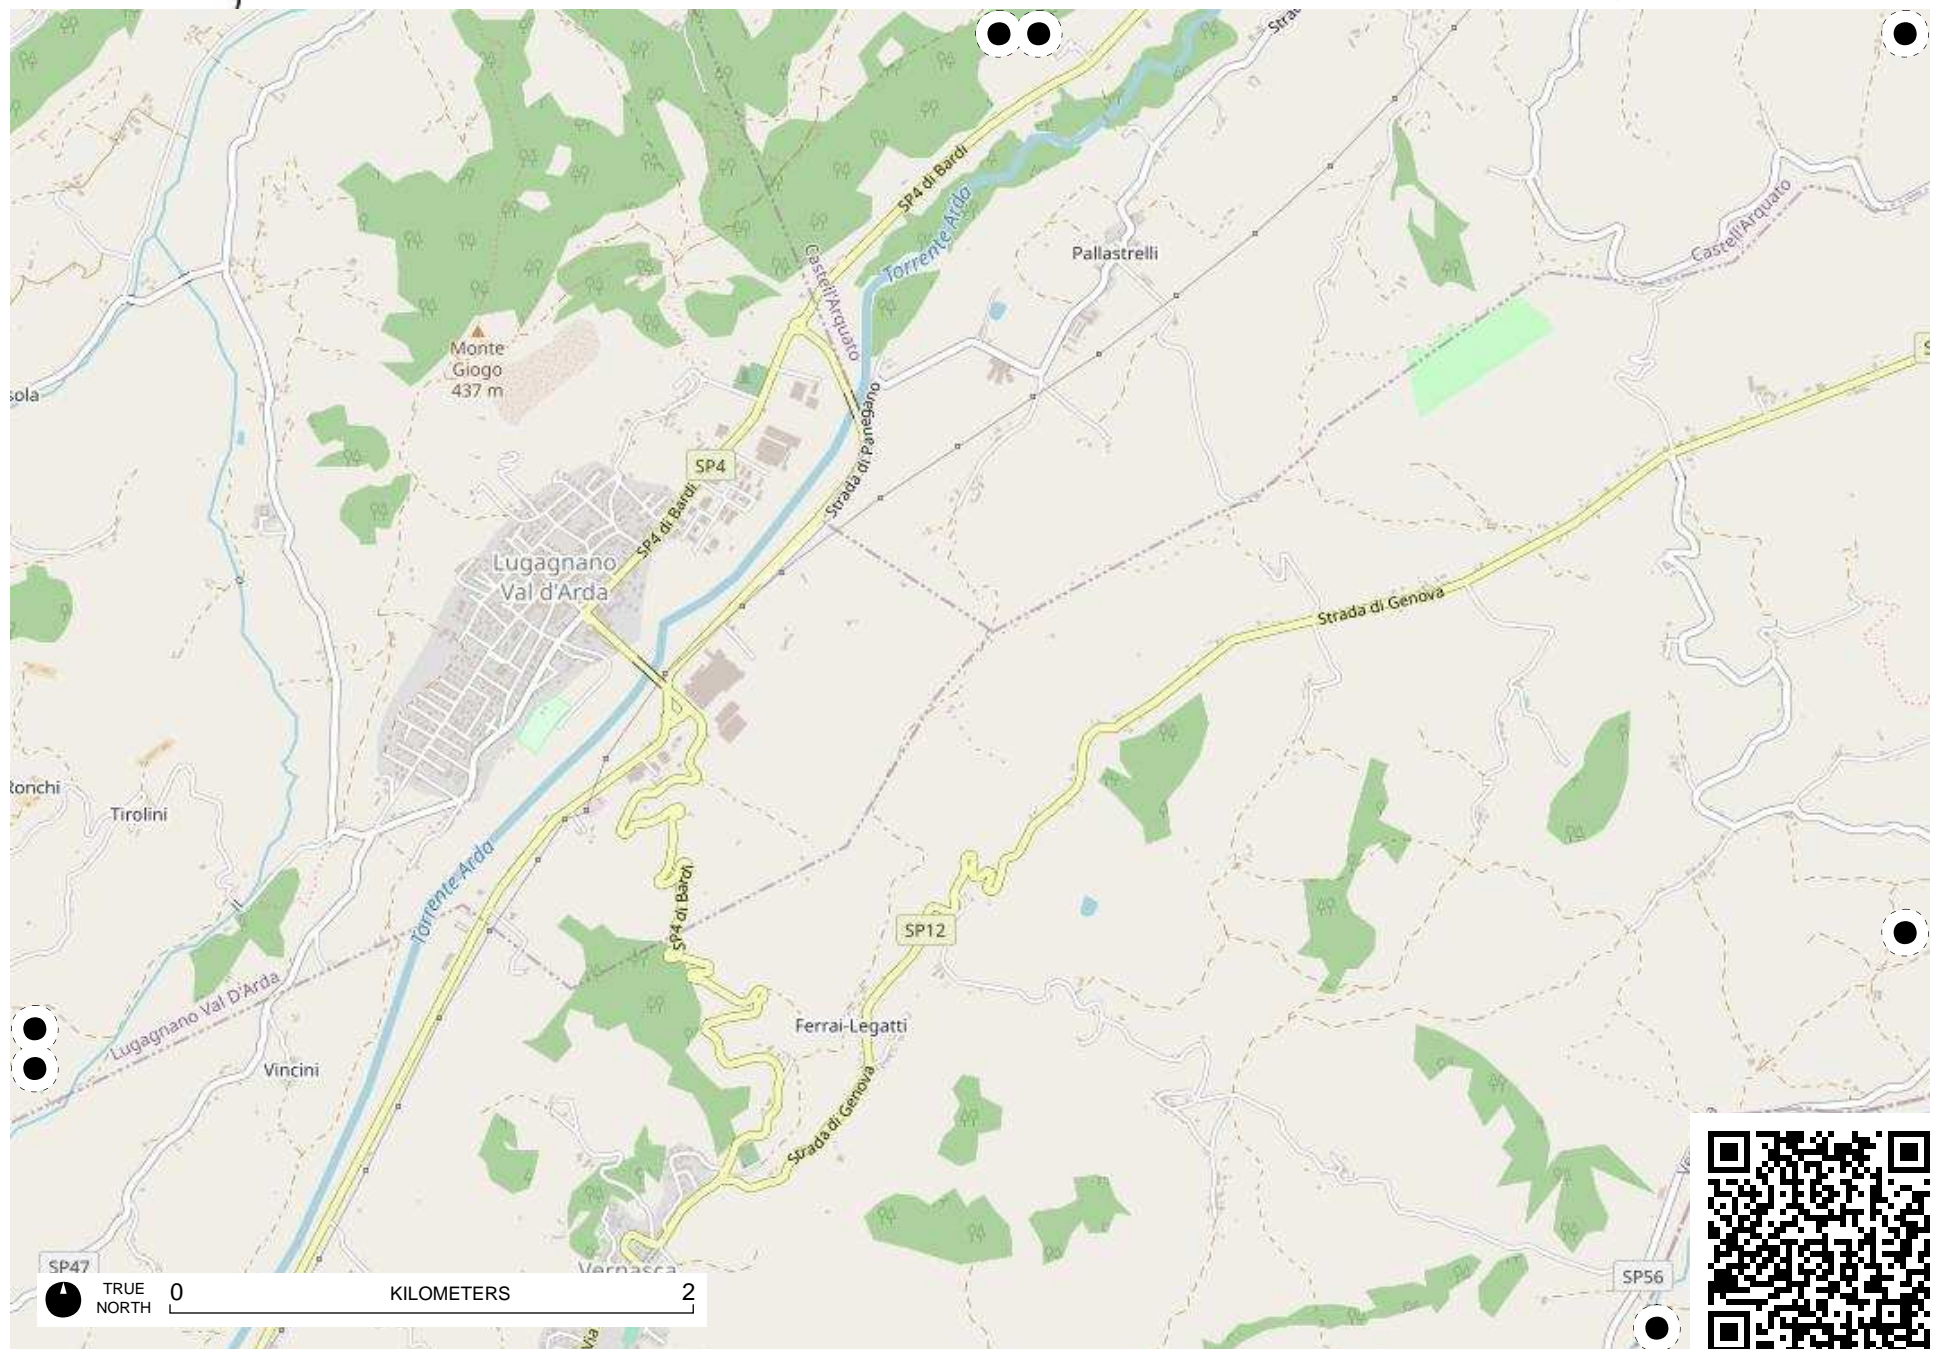 SP4 di Bardi
Torrente Arda
Castell'Arquato
Castell'Arquato
Pallastrelli
Monte
Giogo
437 m
Strada di Panegano
SP4
SP4 di Bardi
Lugagnano
Val d'Arda
Strada di Genova
Tirolini
Torrente Arda
SP4 di Bardi
SP12
Lugagnano Val D'Arda
Ferrai-Legatti
Vincini
Strada di Genova
SP47
Vernasca
SP56
TRUE
NORTH
0
KILOMETERS
2
Via